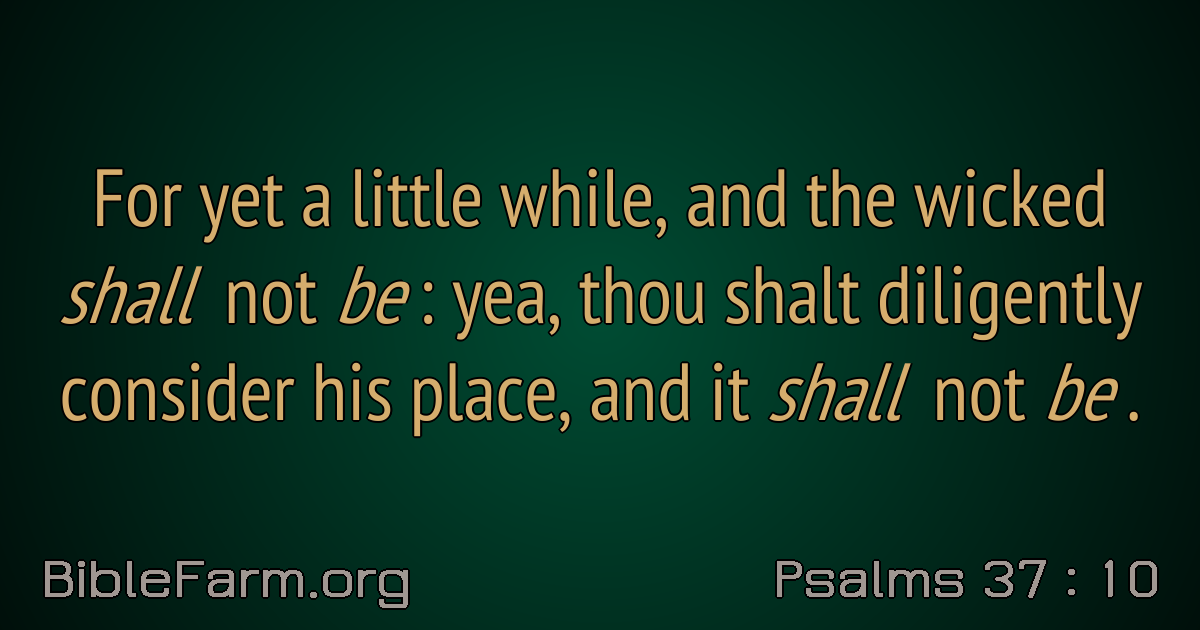 For yet a little while, and the wicked
shall not be: yea, thou shalt diligently
consider his place, and it shall not be.
BibleFarm.org
Psalms 37 : 10